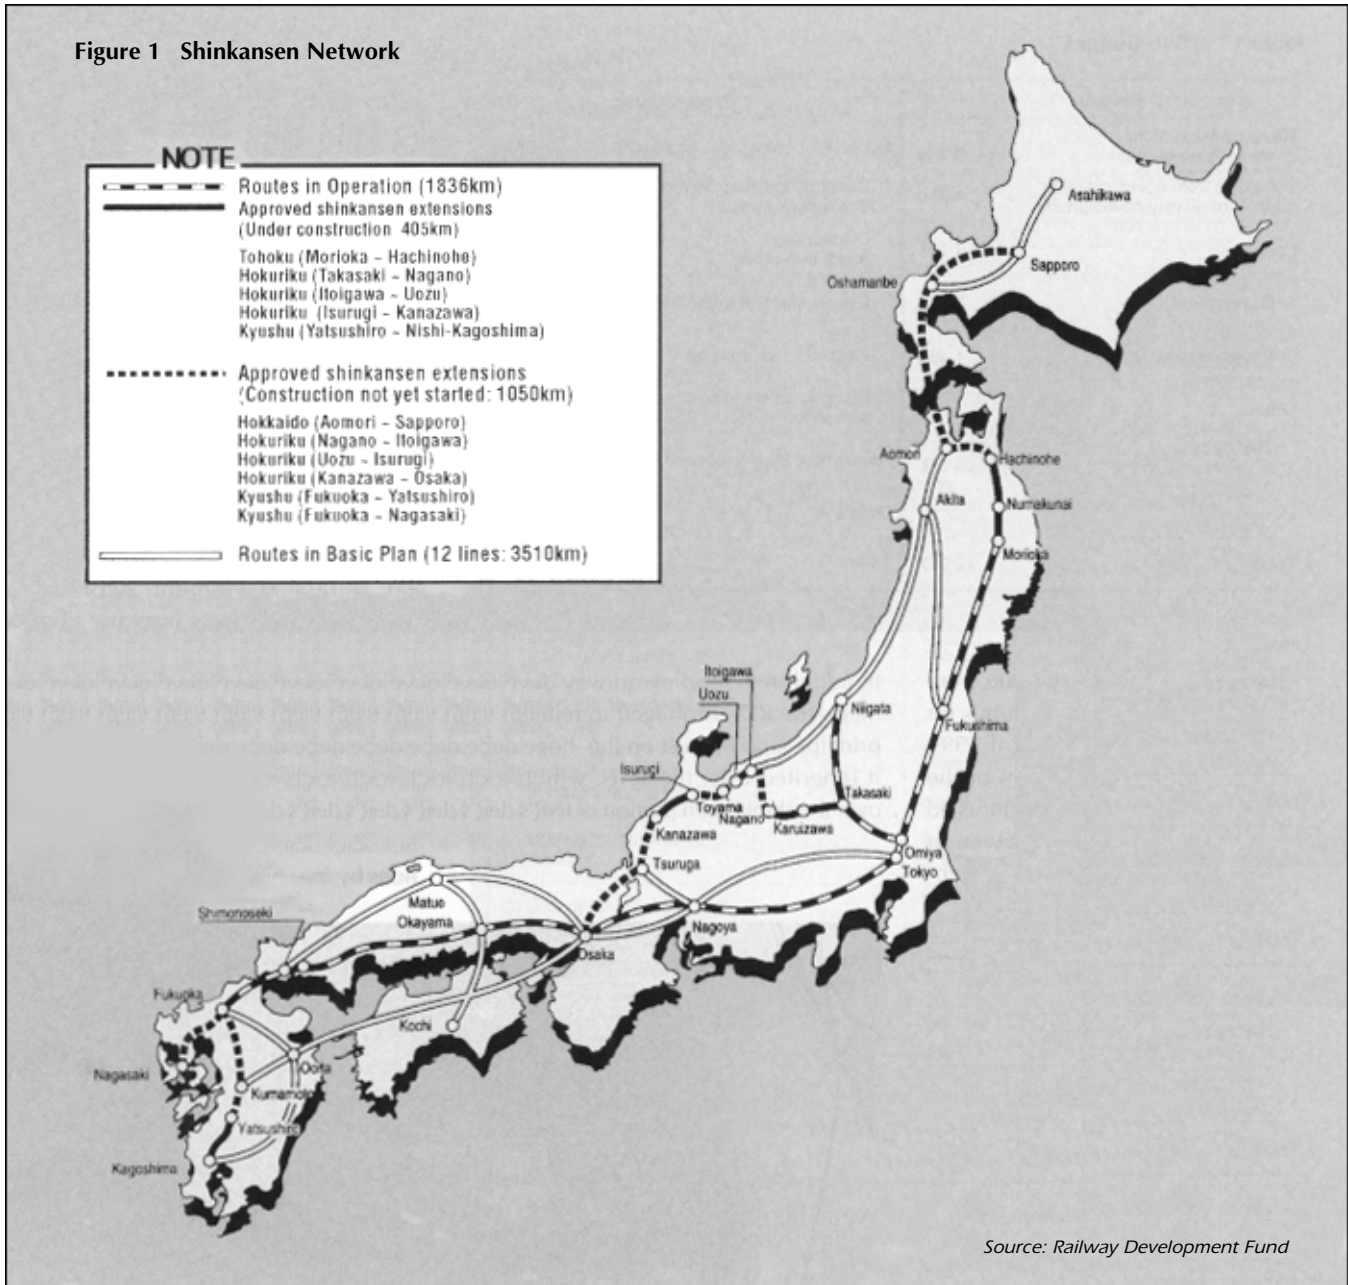 Figure 1 Shinkansen Network
NOTE
Routes in Operation (1836km)
Approved shinkansen extensions
(Under construction 405km)
Tohoku (Morioka ~ Hachinohe)
Hokuriku (Takasaki ~ Nagano)
Hokuriku (Itoigawa ~ Uozu)
Hokuriku (Isurugi ~ Kanazawa)
Kyushu (Yatsushiro ~ Nishi-Kagoshima)
Approved shinkansen extensions
(Construction not yet started: 1050km)
Hokkaido (Aomori ~ Sapporo)
Hokuriku (Nagano ~ Itoigawa)
Hokuriku (Uozu ~ Isurugi)
Hokuriku (Kanazawa ~ Osaka)
Kyushu (Fukuoka ~ Yatsushiro)
Kyushu (Fukuoka ~ Nagasaki)
Routes in Basic Plan (12 lines: 3510km)
Asahikawa
Sapporo
Oshamanbe
Aomori
Hachinohe
Akita
Numakunai
Morioka
Itoigawa
Uozu
Niigata
Fukushima
Isurugi
Toyama
Nagano
Takasaki
Karuizawa
Kanazawa
Omiya
Tsuruga
Tokyo
Matue
Shimonoseki
Okayama
Nagoya
Osaka
Fukuoka
Kochi
Nagasaki
Ooita
Kumamoto
Yatsushiro
Kagoshima
Source: Railway Development Fund